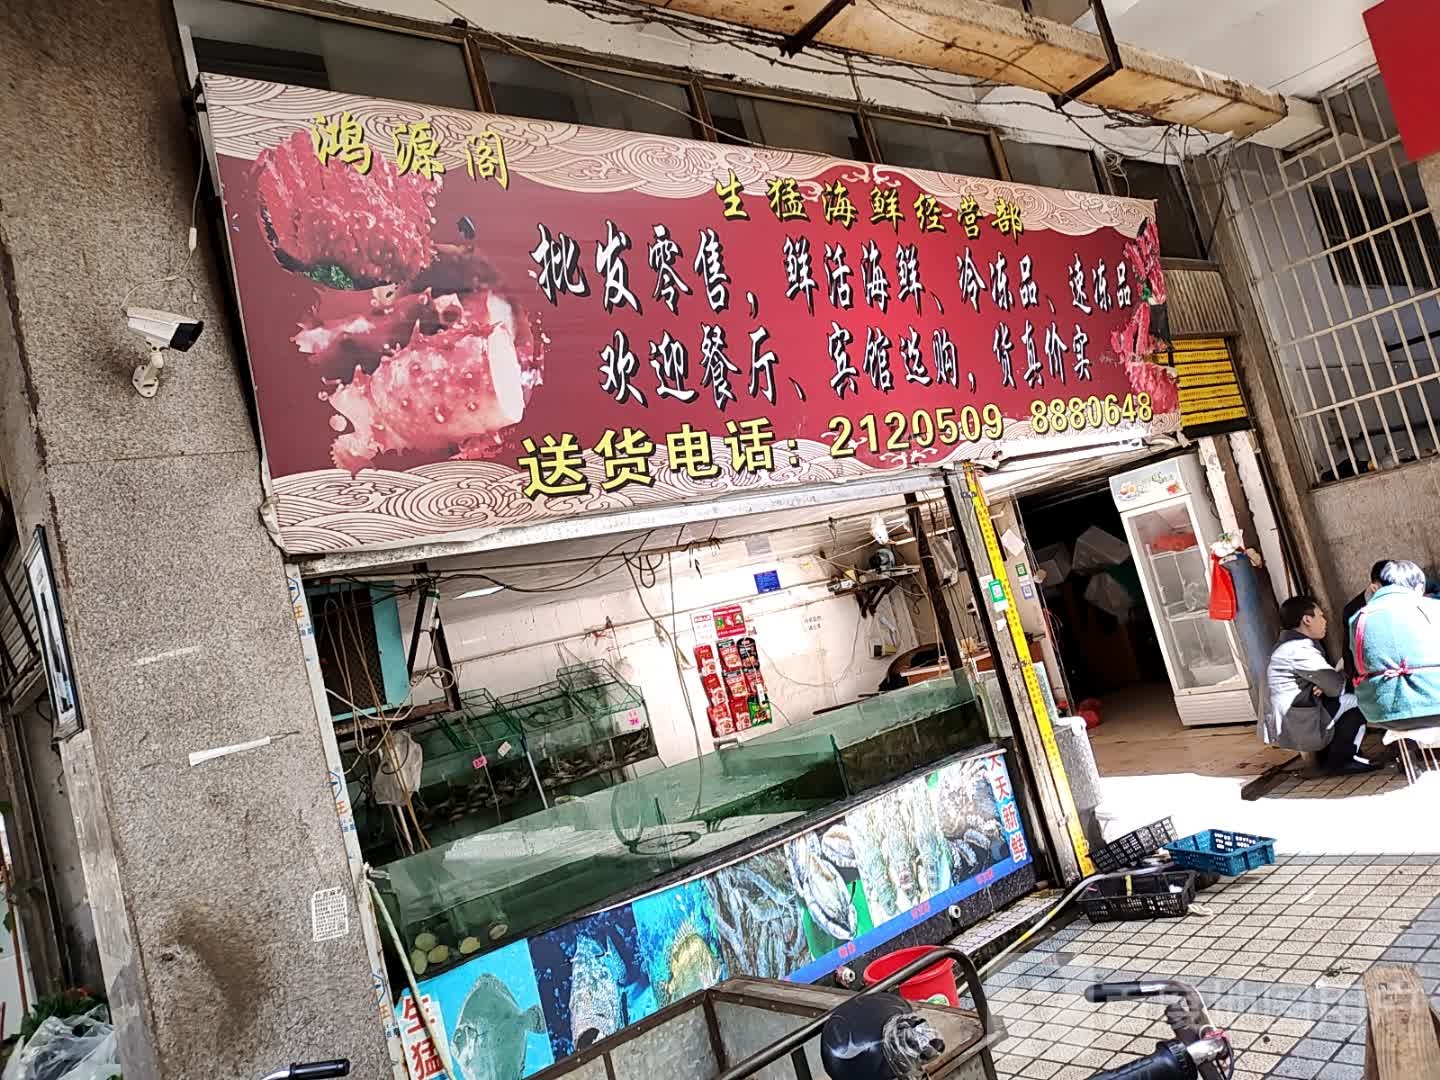 鸿源阁
生猛海鲜经营部
批发零售，鲜活海鲜、冷冻品、速冻品
欢迎餐厅、宾馆选购，货真价实
送货电话：2120509 8880648
天天新鲜
生猛